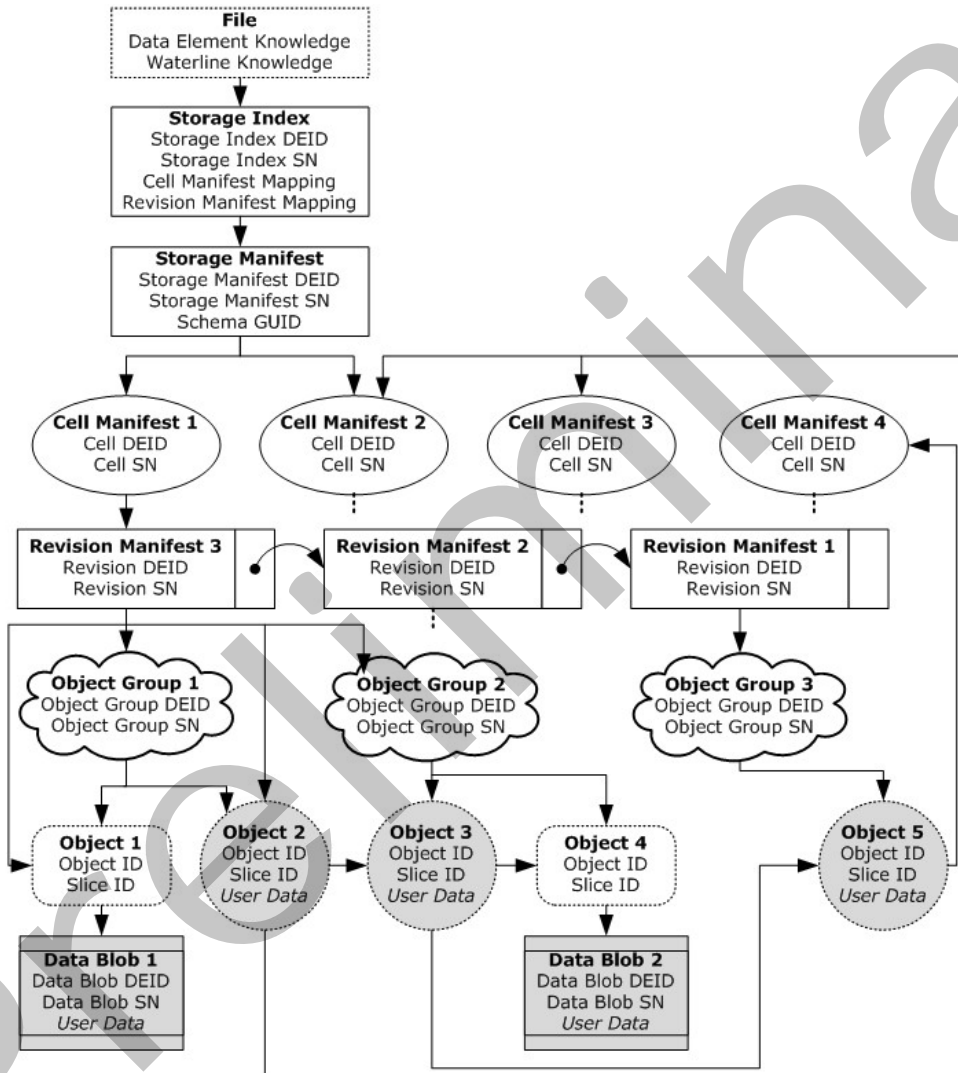 File
Data Element Knowledge
Waterline Knowledge
Storage Index
Storage Index DEID
Storage Index SN
Cell Manifest Mapping
Revision Manifest Mapping
Storage Manifest
Storage Manifest DEID
Storage Manifest SN
Schema GUID
Cell Manifest 1
Cell DEID
Cell SN
Cell Manifest 2
Cell DEID
Cell SN
Cell Manifest 3
Cell DEID
Cell SN
Cell Manifest 4
Cell DEID
Cell SN
Revision Manifest 3
Revision DEID
Revision SN
Revision Manifest 2
Revision DEID
Revision SN
Revision Manifest 1
Revision DEID
Revision SN
Object Group 1
Object Group DEID
Object Group SN
Object Group 2
Object Group DEID
Object Group SN
Object Group 3
Object Group DEID
Object Group SN
Object 1
Object ID
Slice ID
Object 2
Object ID
Slice ID
User Data
Object 3
Object ID
Slice ID
User Data
Object 4
Object ID
Slice ID
Object 5
Object ID
Slice ID
User Data
Data Blob 1
Data Blob DEID
Data Blob SN
User Data
Data Blob 2
Data Blob DEID
Data Blob SN
User Data
Prelimina